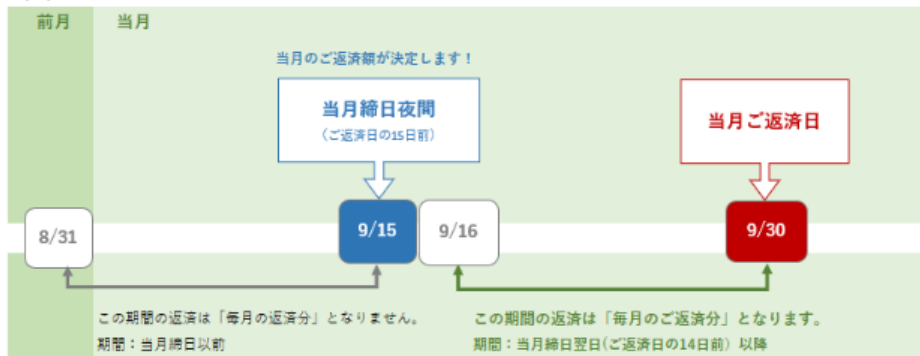 前月
当月
当月のご返済額が決定します！
当月締日夜間
（ご返済日の15日前）
当月ご返済日
8/31
9/15
9/16
9/30
この期間の返済は「毎月の返済分」となりません。
期間：当月締日以前
この期間の返済は「毎月のご返済分」となります。
期間：当月締日翌日(ご返済日の14日前）以降